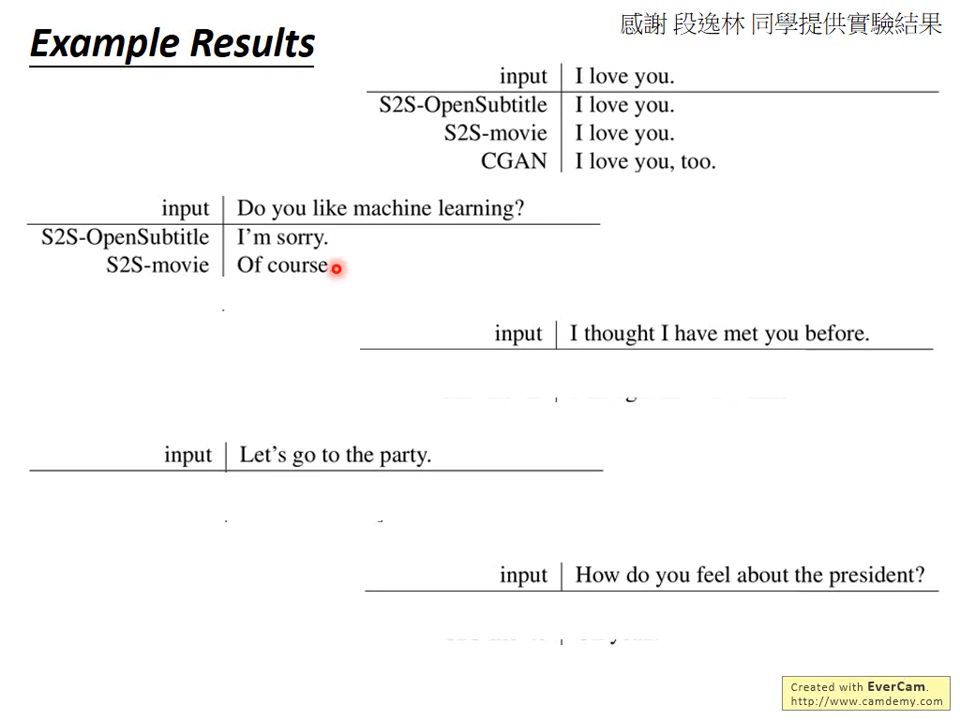 Example Results
感謝 段逸林 同學提供實驗結果
input I love you.
S2S-OpenSubtitle I love you.
S2S-movie I love you.
CGAN I love you, too.
input Do you like machine learning?
S2S-OpenSubtitle I'm sorry.
S2S-movie Of course
input I thought I have met you before.
input Let's go to the party.
input How do you feel about the president?
Created with EverCam.
http://www.camdemy.com